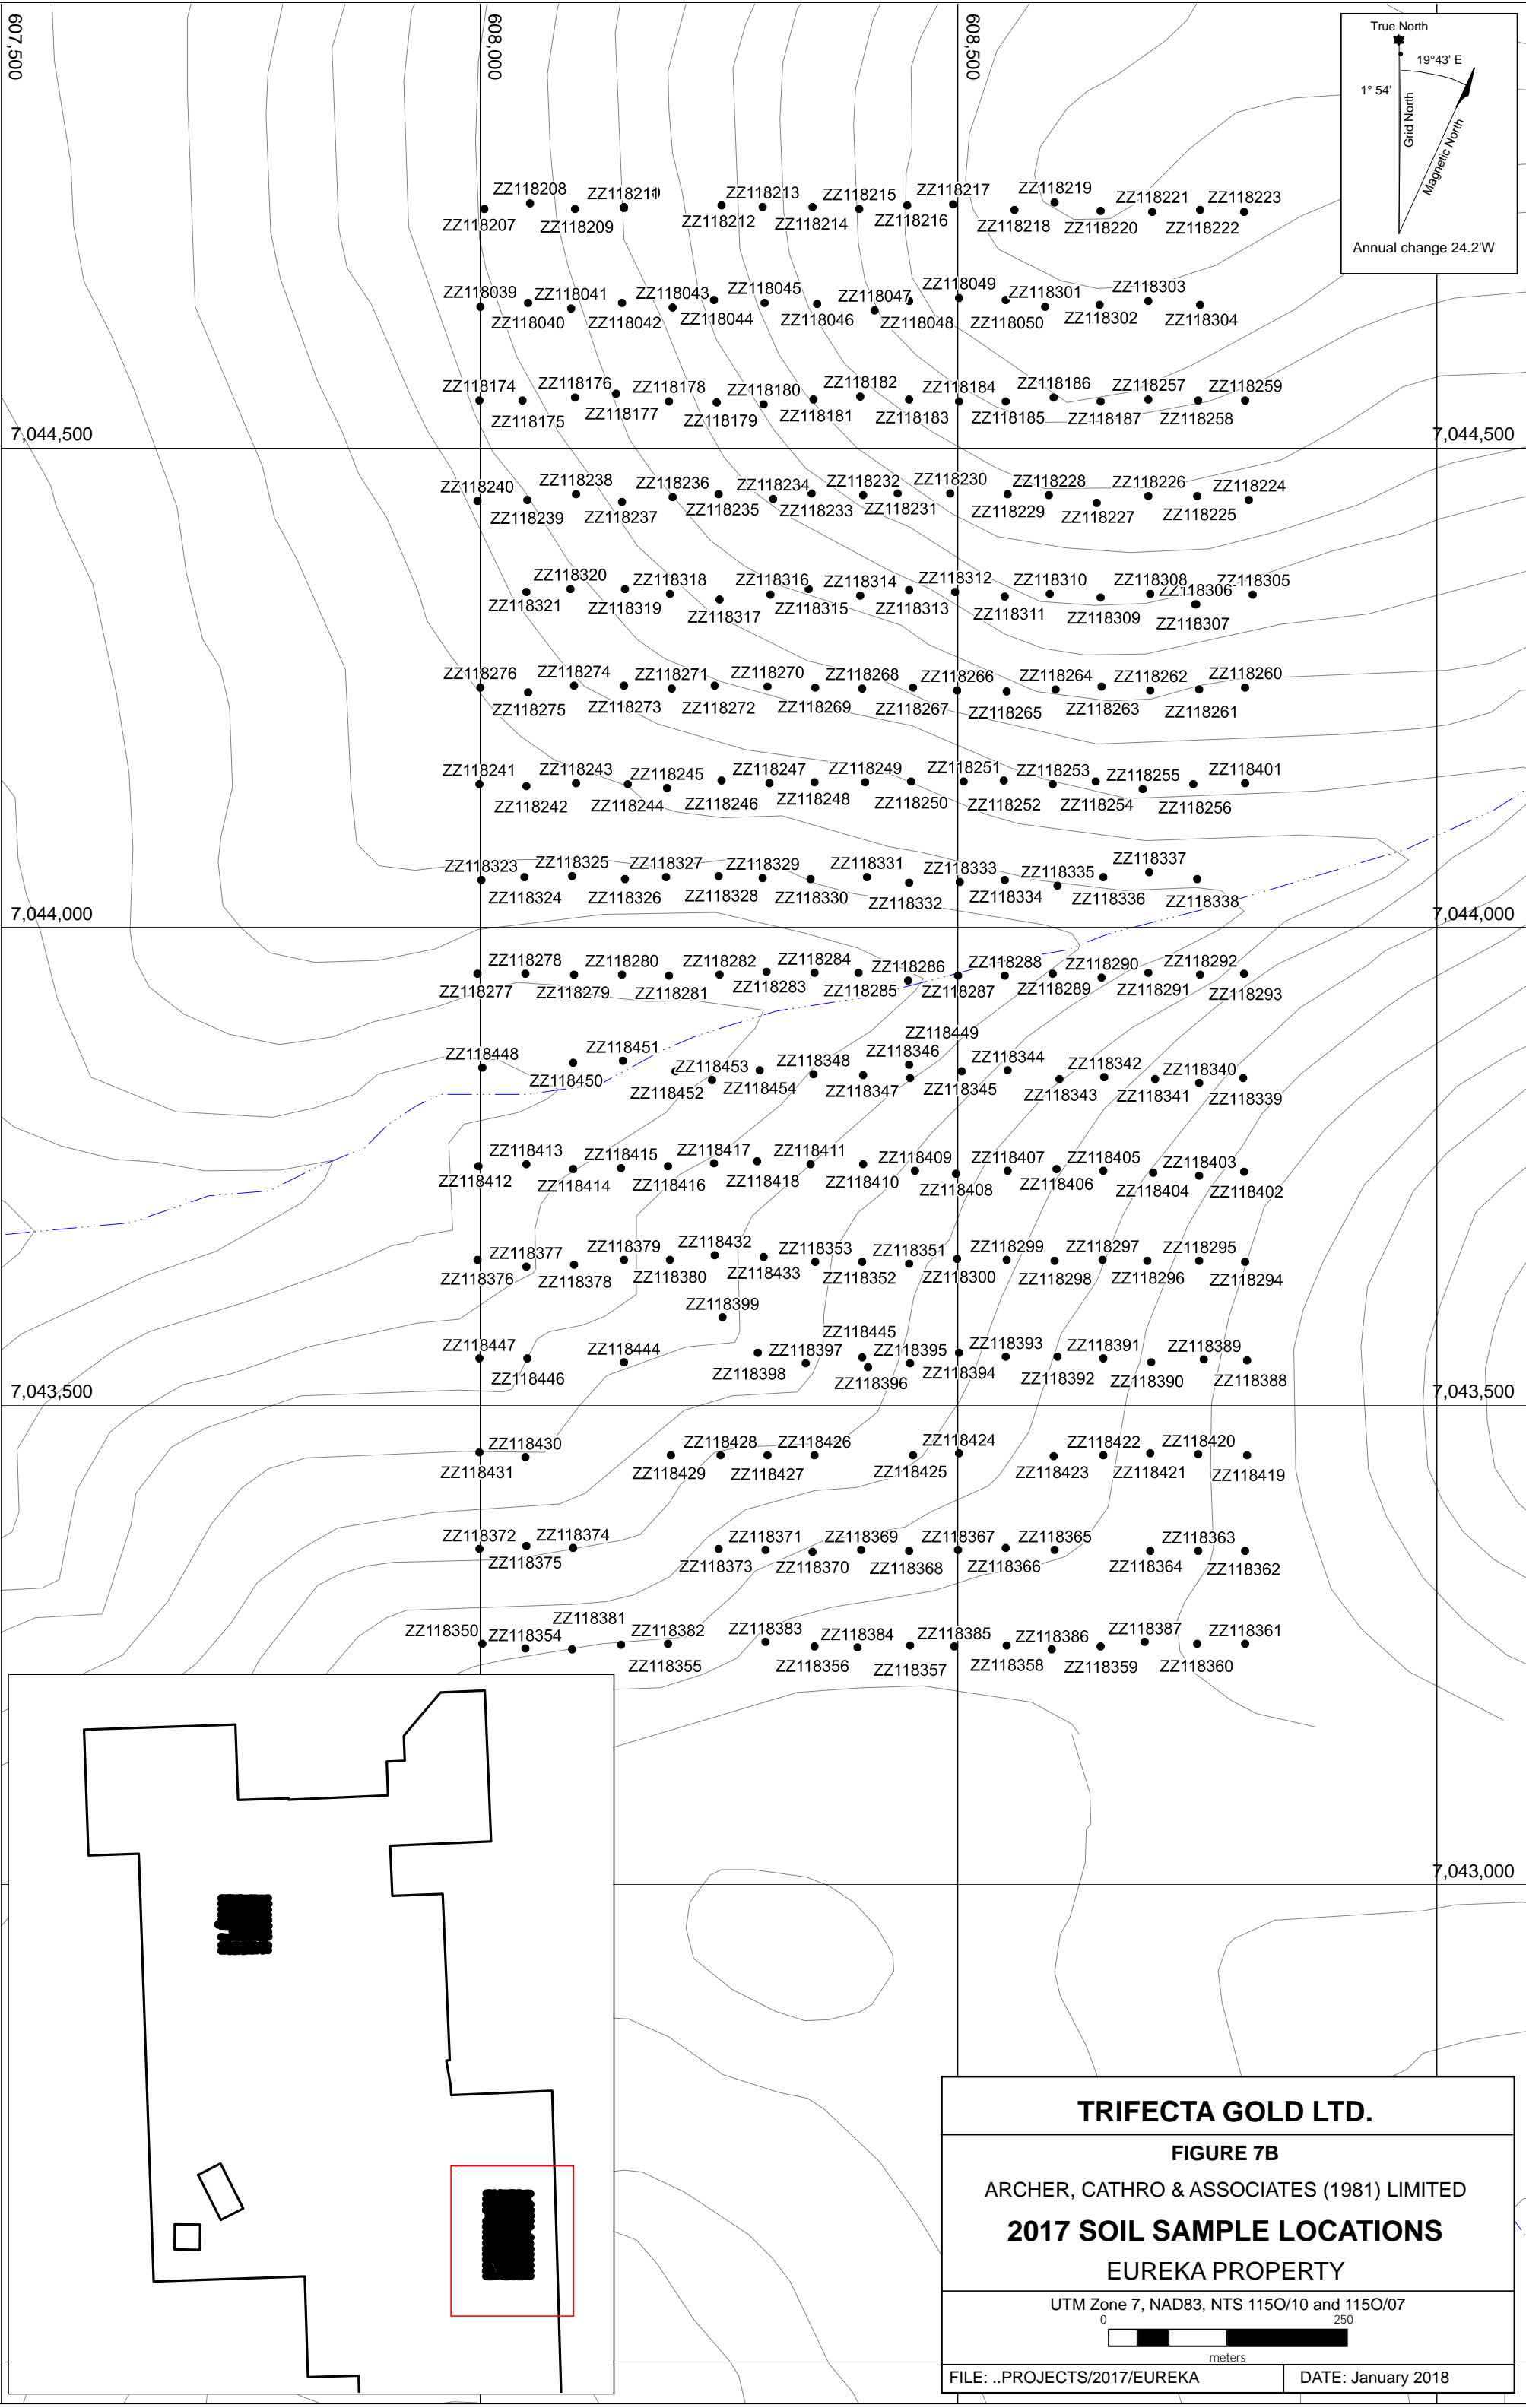 607,500
608,000
608,500
True North
19°43' E
1° 54'
Grid North
Magnetic North
Annual change 24.2'W
ZZ118208 ZZ118211 ZZ118213 ZZ118215 ZZ118217 ZZ118219 ZZ118221 ZZ118223
ZZ118207 ZZ118209 ZZ118212 ZZ118214 ZZ118216 ZZ118218 ZZ118220 ZZ118222
ZZ118039 ZZ118041 ZZ118043 ZZ118045 ZZ118047 ZZ118049 ZZ118301 ZZ118303
ZZ118040 ZZ118042 ZZ118044 ZZ118046 ZZ118048 ZZ118050 ZZ118302 ZZ118304
ZZ118174 ZZ118176 ZZ118178 ZZ118180 ZZ118182 ZZ118184 ZZ118186 ZZ118257 ZZ118259
ZZ118175 ZZ118177 ZZ118179 ZZ118181 ZZ118183 ZZ118185 ZZ118187 ZZ118258
7,044,500 7,044,500
ZZ118240 ZZ118238 ZZ118236 ZZ118234 ZZ118232 ZZ118230 ZZ118228 ZZ118226 ZZ118224
ZZ118239 ZZ118237 ZZ118235 ZZ118233 ZZ118231 ZZ118229 ZZ118227 ZZ118225
ZZ118320 ZZ118318 ZZ118316 ZZ118314 ZZ118312 ZZ118310 ZZ118308 ZZ118306 ZZ118305
ZZ118321 ZZ118319 ZZ118317 ZZ118315 ZZ118313 ZZ118311 ZZ118309 ZZ118307
ZZ118276 ZZ118274 ZZ118271 ZZ118270 ZZ118268 ZZ118266 ZZ118264 ZZ118262 ZZ118260
ZZ118275 ZZ118273 ZZ118272 ZZ118269 ZZ118267 ZZ118265 ZZ118263 ZZ118261
ZZ118241 ZZ118243 ZZ118245 ZZ118247 ZZ118249 ZZ118251 ZZ118253 ZZ118255 ZZ118401
ZZ118242 ZZ118244 ZZ118246 ZZ118248 ZZ118250 ZZ118252 ZZ118254 ZZ118256
ZZ118323 ZZ118325 ZZ118327 ZZ118329 ZZ118331 ZZ118333 ZZ118335 ZZ118337
ZZ118324 ZZ118326 ZZ118328 ZZ118330 ZZ118332 ZZ118334 ZZ118336 ZZ118338
7,044,000 7,044,000
ZZ118278 ZZ118280 ZZ118282 ZZ118284 ZZ118286 ZZ118288 ZZ118290 ZZ118292
ZZ118277 ZZ118279 ZZ118281 ZZ118283 ZZ118285 ZZ118287 ZZ118289 ZZ118291 ZZ118293
ZZ118449
ZZ118448 ZZ118451 ZZ118453 ZZ118348 ZZ118346 ZZ118344 ZZ118342 ZZ118340
ZZ118450 ZZ118452 ZZ118454 ZZ118347 ZZ118345 ZZ118343 ZZ118341 ZZ118339
ZZ118413 ZZ118415 ZZ118417 ZZ118411 ZZ118409 ZZ118407 ZZ118405 ZZ118403
ZZ118412 ZZ118414 ZZ118416 ZZ118418 ZZ118410 ZZ118408 ZZ118406 ZZ118404 ZZ118402
ZZ118377 ZZ118379 ZZ118432 ZZ118353 ZZ118351 ZZ118299 ZZ118297 ZZ118295
ZZ118376 ZZ118378 ZZ118380 ZZ118433 ZZ118352 ZZ118300 ZZ118298 ZZ118296 ZZ118294
ZZ118399
ZZ118445
ZZ118447 ZZ118444 ZZ118397 ZZ118395 ZZ118393 ZZ118391 ZZ118389
ZZ118446 ZZ118398 ZZ118396 ZZ118394 ZZ118392 ZZ118390 ZZ118388
7,043,500 7,043,500
ZZ118430 ZZ118428 ZZ118426 ZZ118424 ZZ118422 ZZ118420
ZZ118431 ZZ118429 ZZ118427 ZZ118425 ZZ118423 ZZ118421 ZZ118419
ZZ118372 ZZ118374 ZZ118371 ZZ118369 ZZ118367 ZZ118365 ZZ118363
ZZ118375 ZZ118373 ZZ118370 ZZ118368 ZZ118366 ZZ118364 ZZ118362
ZZ118350 ZZ118354 ZZ118381 ZZ118382 ZZ118383 ZZ118384 ZZ118385 ZZ118386 ZZ118387 ZZ118361
ZZ118355 ZZ118356 ZZ118357 ZZ118358 ZZ118359 ZZ118360
7,043,000
TRIFECTA GOLD LTD.
FIGURE 7B
ARCHER, CATHRO & ASSOCIATES (1981) LIMITED
2017 SOIL SAMPLE LOCATIONS
EUREKA PROPERTY
UTM Zone 7, NAD83, NTS 115O/10 and 115O/07
0 250
meters
FILE: ..PROJECTS/2017/EUREKA DATE: January 2018